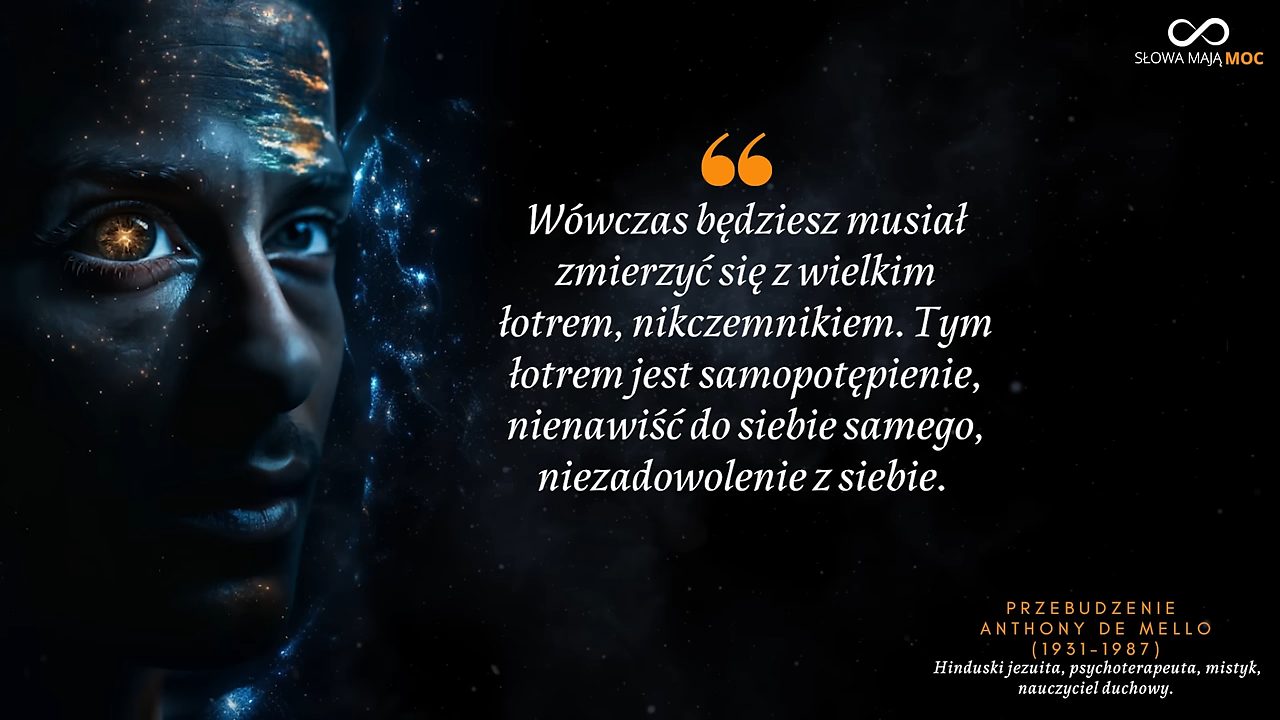 SŁOWA MAJĄ MOC
Wówczas będziesz musiał
zmierzyć się z wielkim
łotrem, nikczemnikiem. Tym
łotrem jest samopotępienie,
nienawiść do siebie samego,
niezadowolenie z siebie.
PRZEBUDZENIE
ANTHONY DE MELLO
(1931-1987)
Hinduski jezuita, psychoterapeuta, mistyk,
nauczyciel duchowy.